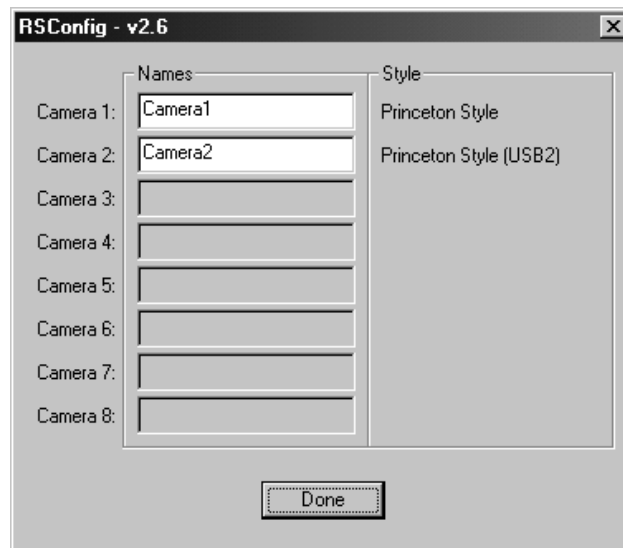 RSConfig - v2.6
Names Style
Camera 1: Camera1 Princeton Style
Camera 2: Camera2 Princeton Style (USB2)
Camera 3:
Camera 4:
Camera 5:
Camera 6:
Camera 7:
Camera 8:
Done